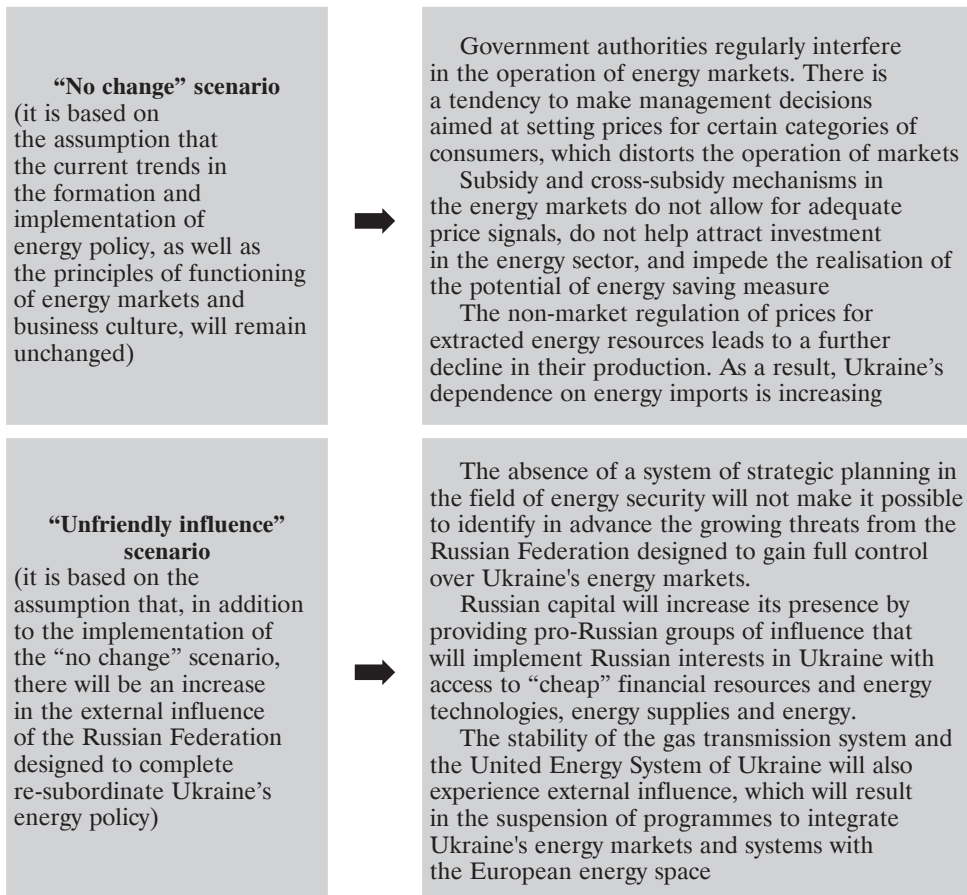 “No change” scenario
(it is based on
the assumption that
the current trends in
the formation and
implementation of
energy policy, as well as
the principles of functioning
of energy markets and
business culture, will remain
unchanged)
Government authorities regularly interfere
in the operation of energy markets. There is
a tendency to make management decisions
aimed at setting prices for certain categories of
consumers, which distorts the operation of markets
Subsidy and cross-subsidy mechanisms in
the energy markets do not allow for adequate
price signals, do not help attract investment
in the energy sector, and impede the realisation of
the potential of energy saving measure
The non-market regulation of prices for
extracted energy resources leads to a further
decline in their production. As a result, Ukraine’s
dependence on energy imports is increasing
“Unfriendly influence”
scenario
(it is based on the
assumption that, in addition
to the implementation of
the “no change” scenario,
there will be an increase
in the external influence
of the Russian Federation
designed to complete
re-subordinate Ukraine’s
energy policy)
The absence of a system of strategic planning in
the field of energy security will not make it possible
to identify in advance the growing threats from the
Russian Federation designed to gain full control
over Ukraine's energy markets.
Russian capital will increase its presence by
providing pro-Russian groups of influence that
will implement Russian interests in Ukraine with
access to “cheap” financial resources and energy
technologies, energy supplies and energy.
The stability of the gas transmission system and
the United Energy System of Ukraine will also
experience external influence, which will result
in the suspension of programmes to integrate
Ukraine's energy markets and systems with
the European energy space